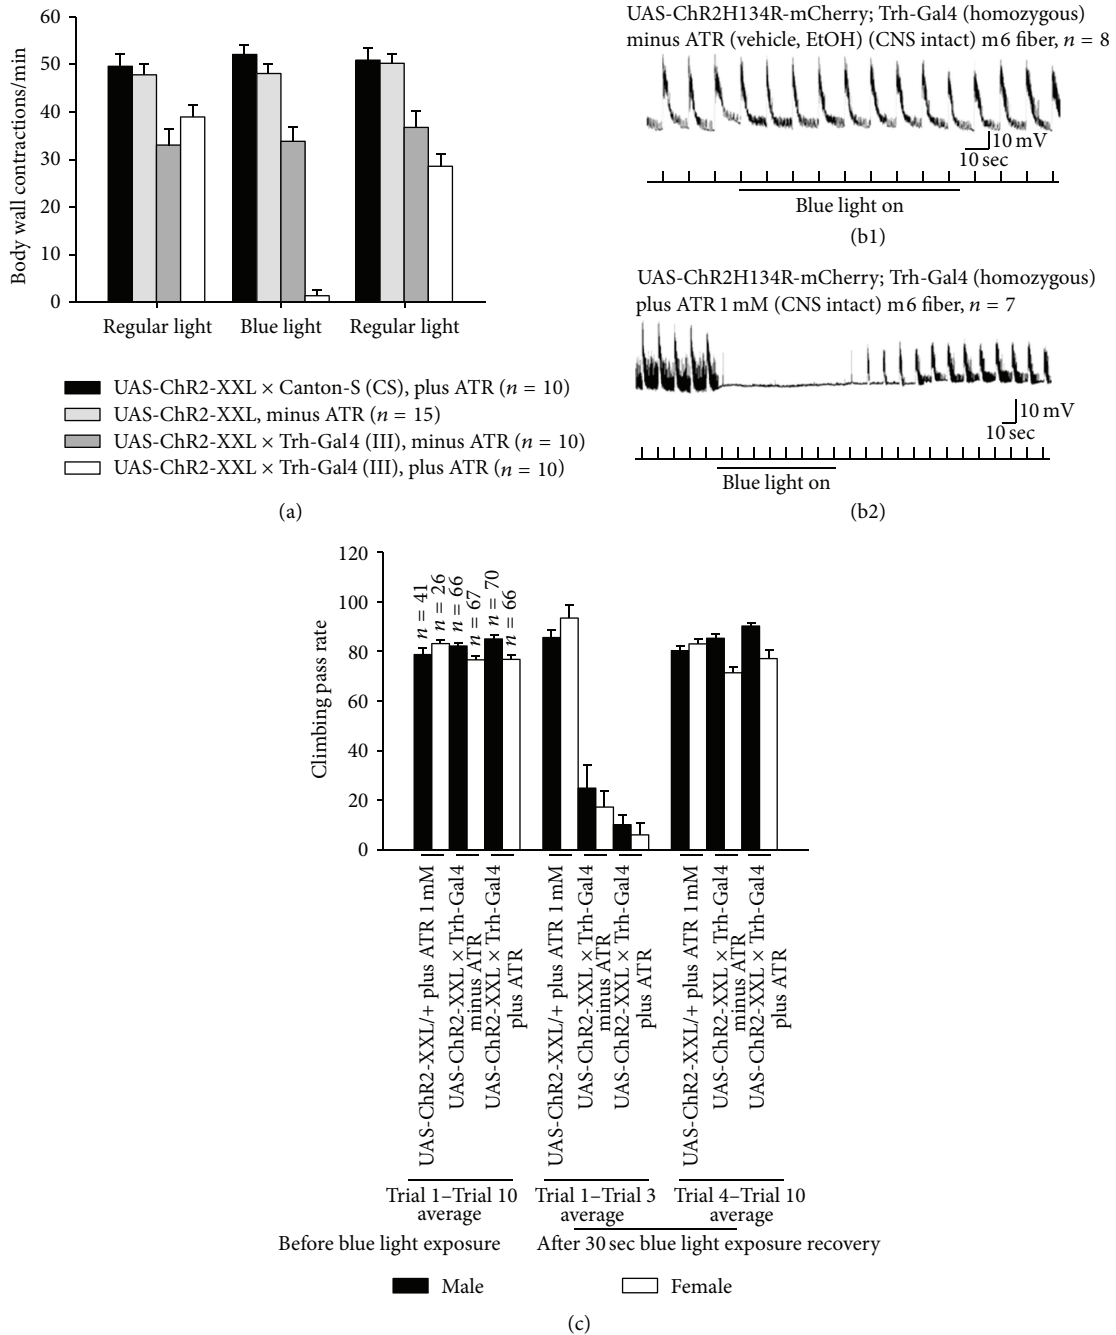 60
50
40
30
20
10
0
Body wall contractions/min
Regular light Blue light Regular light
UAS-ChR2-XXL × Canton-S (CS), plus ATR (n = 10)
UAS-ChR2-XXL, minus ATR (n = 15)
UAS-ChR2-XXL × Trh-Gal4 (III), minus ATR (n = 10)
UAS-ChR2-XXL × Trh-Gal4 (III), plus ATR (n = 10)
(a)
UAS-ChR2H134R-mCherry; Trh-Gal4 (homozygous)
minus ATR (vehicle, EtOH) (CNS intact) m6 fiber, n = 8
10 mV
10 sec
Blue light on
(b1)
UAS-ChR2H134R-mCherry; Trh-Gal4 (homozygous)
plus ATR 1 mM (CNS intact) m6 fiber, n = 7
10 mV
10 sec
Blue light on
(b2)
120
100
80
60
40
20
0
Climbing pass rate
n = 41
n = 26
n = 66
n = 67
n = 70
n = 66
UAS-ChR2-XXL/+ plus ATR 1 mM
UAS-ChR2-XXL × Trh-Gal4
minus ATR
UAS-ChR2-XXL × Trh-Gal4
plus ATR
UAS-ChR2-XXL/+ plus ATR 1 mM
UAS-ChR2-XXL × Trh-Gal4
minus ATR
UAS-ChR2-XXL × Trh-Gal4
plus ATR
UAS-ChR2-XXL/+ plus ATR 1 mM
UAS-ChR2-XXL × Trh-Gal4
minus ATR
UAS-ChR2-XXL × Trh-Gal4
plus ATR
Trial 1–Trial 10 Trial 1–Trial 3 Trial 4–Trial 10
average average average
Before blue light exposure After 30 sec blue light exposure recovery
Male Female
(c)